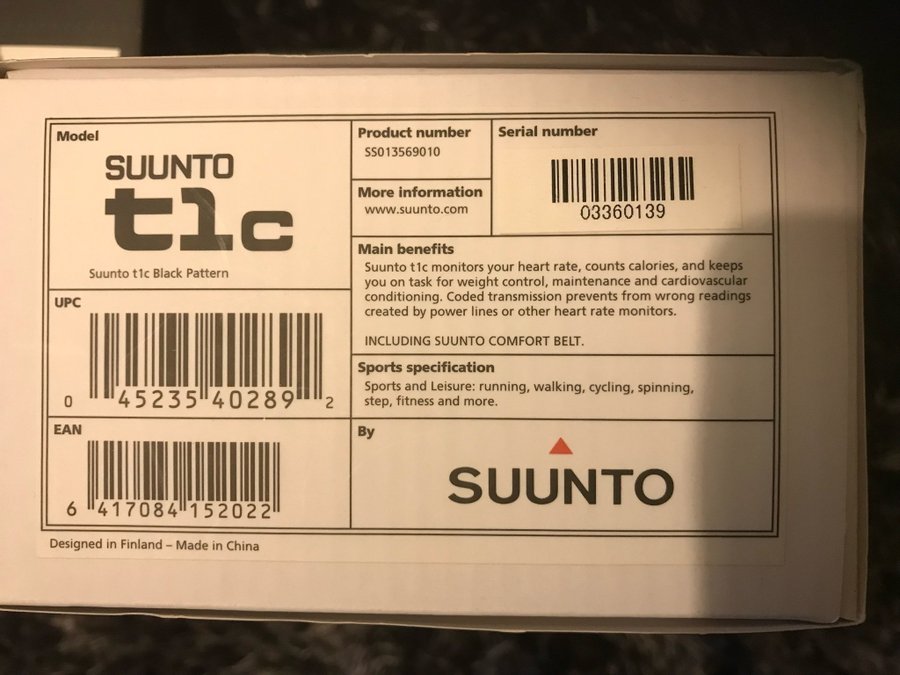 Model
SUUNTO
t1c
Suunto t1c Black Pattern
UPC
0 45235 40289 2
EAN
6 417084 152022
Product number
SS013569010
More information
www.suunto.com
Serial number
03360139
Main benefits
Suunto t1c monitors your heart rate, counts calories, and keeps
you on task for weight control, maintenance and cardiovascular
conditioning. Coded transmission prevents from wrong readings
created by power lines or other heart rate monitors.
INCLUDING SUUNTO COMFORT BELT.
Sports specification
Sports and Leisure: running, walking, cycling, spinning,
step, fitness and more.
By
SUUNTO
Designed in Finland – Made in China